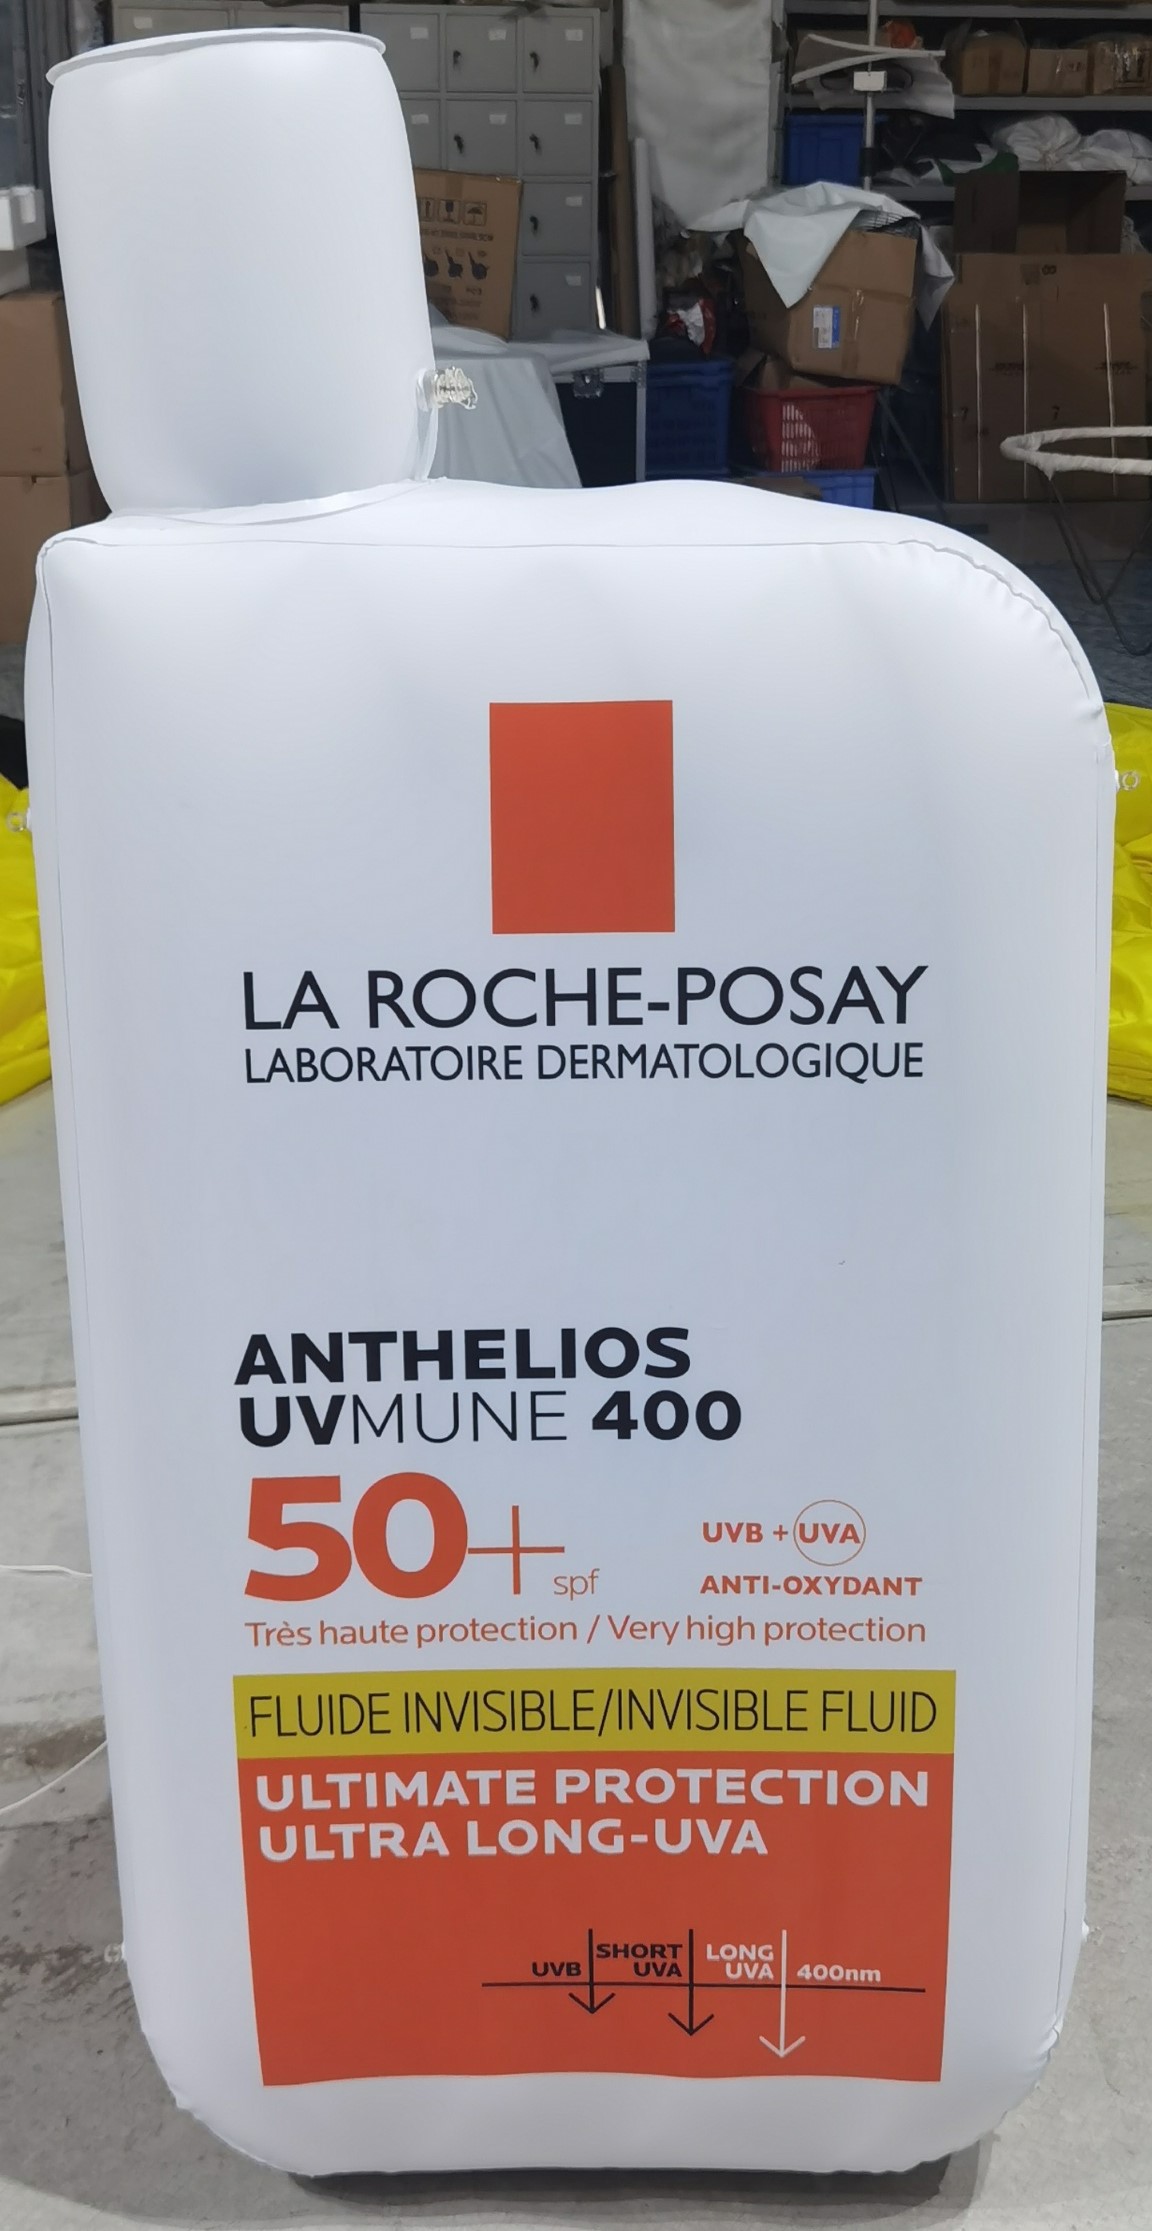 LA ROCHE-POSAY
LABORATOIRE DERMATOLOGIQUE
ANTHELIOS
UVMUNE 400
50+ spf
UVB + UVA
ANTI-OXYDANT
Très haute protection / Very high protection
FLUIDE INVISIBLE/INVISIBLE FLUID
ULTIMATE PROTECTION
ULTRA LONG-UVA
UVB
SHORT
UVA
LONG
UVA
400nm